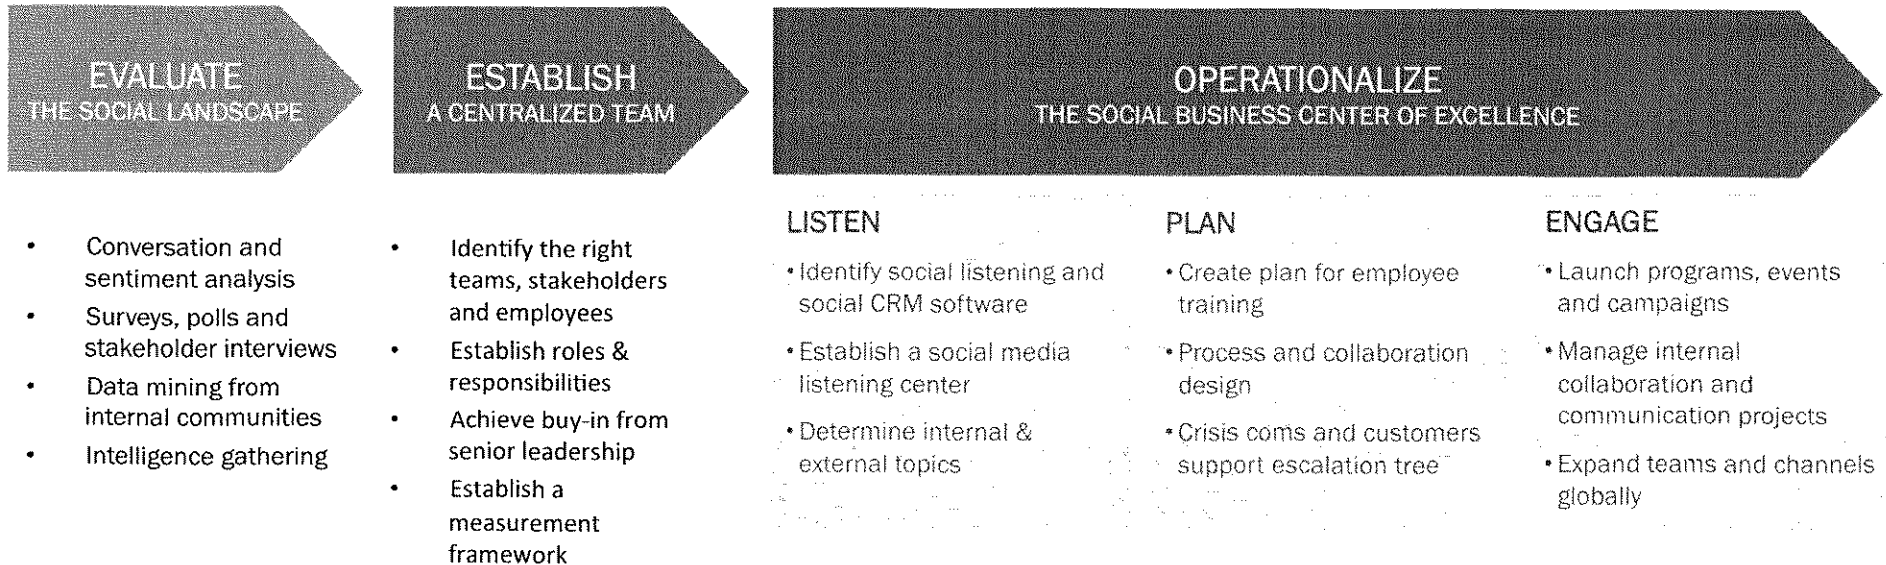 EVALUATE
THE SOCIAL LANDSCAPE
• Conversation and
sentiment analysis
• Surveys, polls and
stakeholder interviews
• Data mining from
internal communities
• Intelligence gathering
ESTABLISH
A CENTRALIZED TEAM
• Identify the right
teams, stakeholders
and employees
• Establish roles &
responsibilities
• Achieve buy-in from
senior leadership
• Establish a
measurement
framework
OPERATIONALIZE
THE SOCIAL BUSINESS CENTER OF EXCELLENCE
LISTEN
• Identify social listening and
social CRM software
• Establish a social media
listening center
• Determine internal &
external topics
PLAN
• Create plan for employee
training
• Process and collaboration
design
• Crisis coms and customers
support escalation tree
ENGAGE
• Launch programs, events
and campaigns
• Manage internal
collaboration and
communication projects
• Expand teams and channels
globally